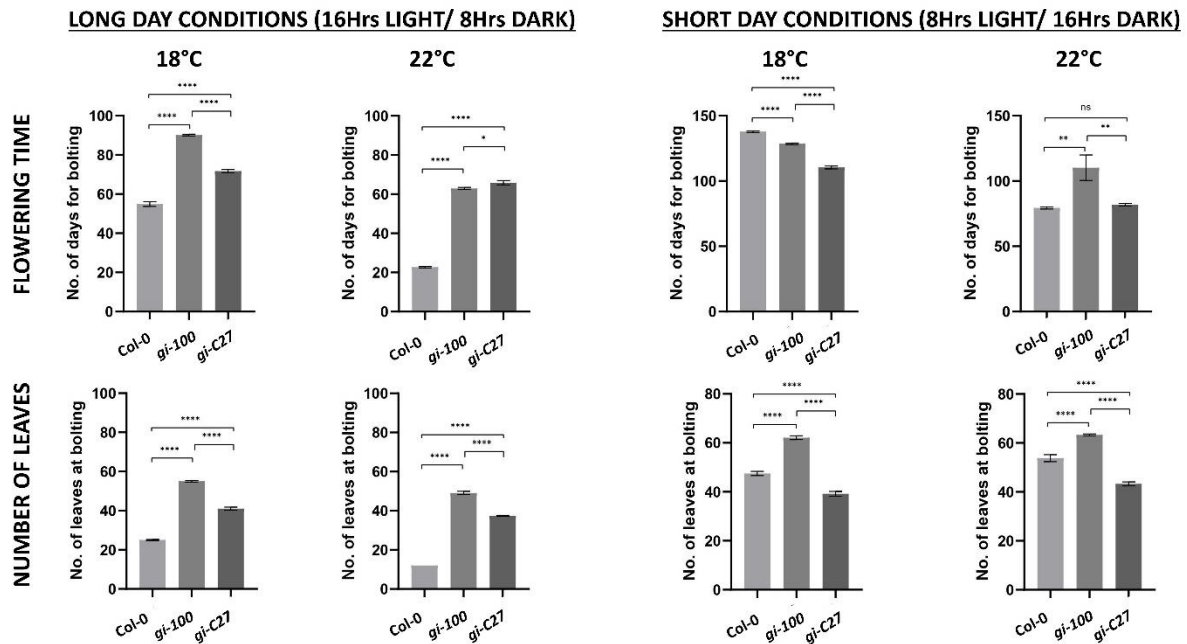 LONG DAY CONDITIONS (16Hrs LIGHT/ 8Hrs DARK)
SHORT DAY CONDITIONS (8Hrs LIGHT/ 16Hrs DARK)
18°C
22°C
18°C
22°C
FLOWERING TIME
No. of days for bolting
100
80
60
40
20
0
****
****
****
Col-0
gi-100
gi-C27
No. of days for bolting
100
80
60
40
20
0
****
*
****
Col-0
gi-100
gi-C27
No. of days for bolting
150
100
50
0
****
****
****
Col-0
gi-100
gi-C27
No. of days for bolting
150
100
50
0
ns
**
**
Col-0
gi-100
gi-C27
NUMBER OF LEAVES
No. of leaves at bolting
100
80
60
40
20
0
****
****
****
Col-0
gi-100
gi-C27
No. of leaves at bolting
100
80
60
40
20
0
****
****
****
Col-0
gi-100
gi-C27
No. of leaves at bolting
80
60
40
20
0
****
****
****
Col-0
gi-100
gi-C27
No. of leaves at bolting
80
60
40
20
0
****
****
****
Col-0
gi-100
gi-C27